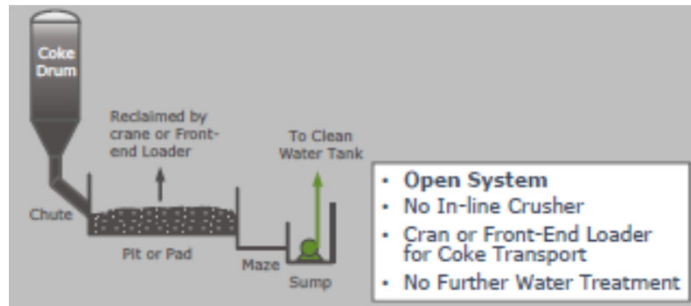 Coke
Drum
Reclaimed by
crane or Front-
end Loader
To Clean
Water Tank
Chute
Pit or Pad
Maze
Sump
• Open System
• No In-line Crusher
• Cran or Front-End Loader
for Coke Transport
• No Further Water Treatment